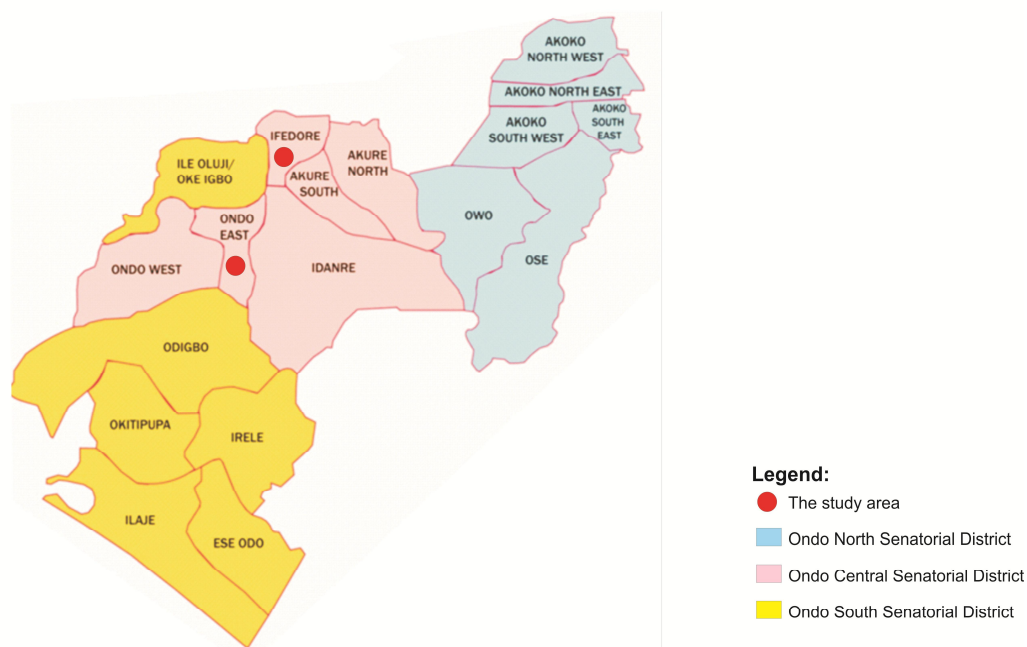 AKOKO
NORTH WEST
AKOKO NORTH EAST
AKOKO
SOUTH WEST
AKOKO
SOUTH
EAST
IFEDORE
AKURE
NORTH
ILE OLUJI/
OKE IGBO
AKURE
SOUTH
ONDO
EAST
OWO
OSE
ONDO WEST
IDANRE
ODIGBO
OKITIPUPA
IRELE
ILAJE
ESE ODO
Legend:
The study area
Ondo North Senatorial District
Ondo Central Senatorial District
Ondo South Senatorial District